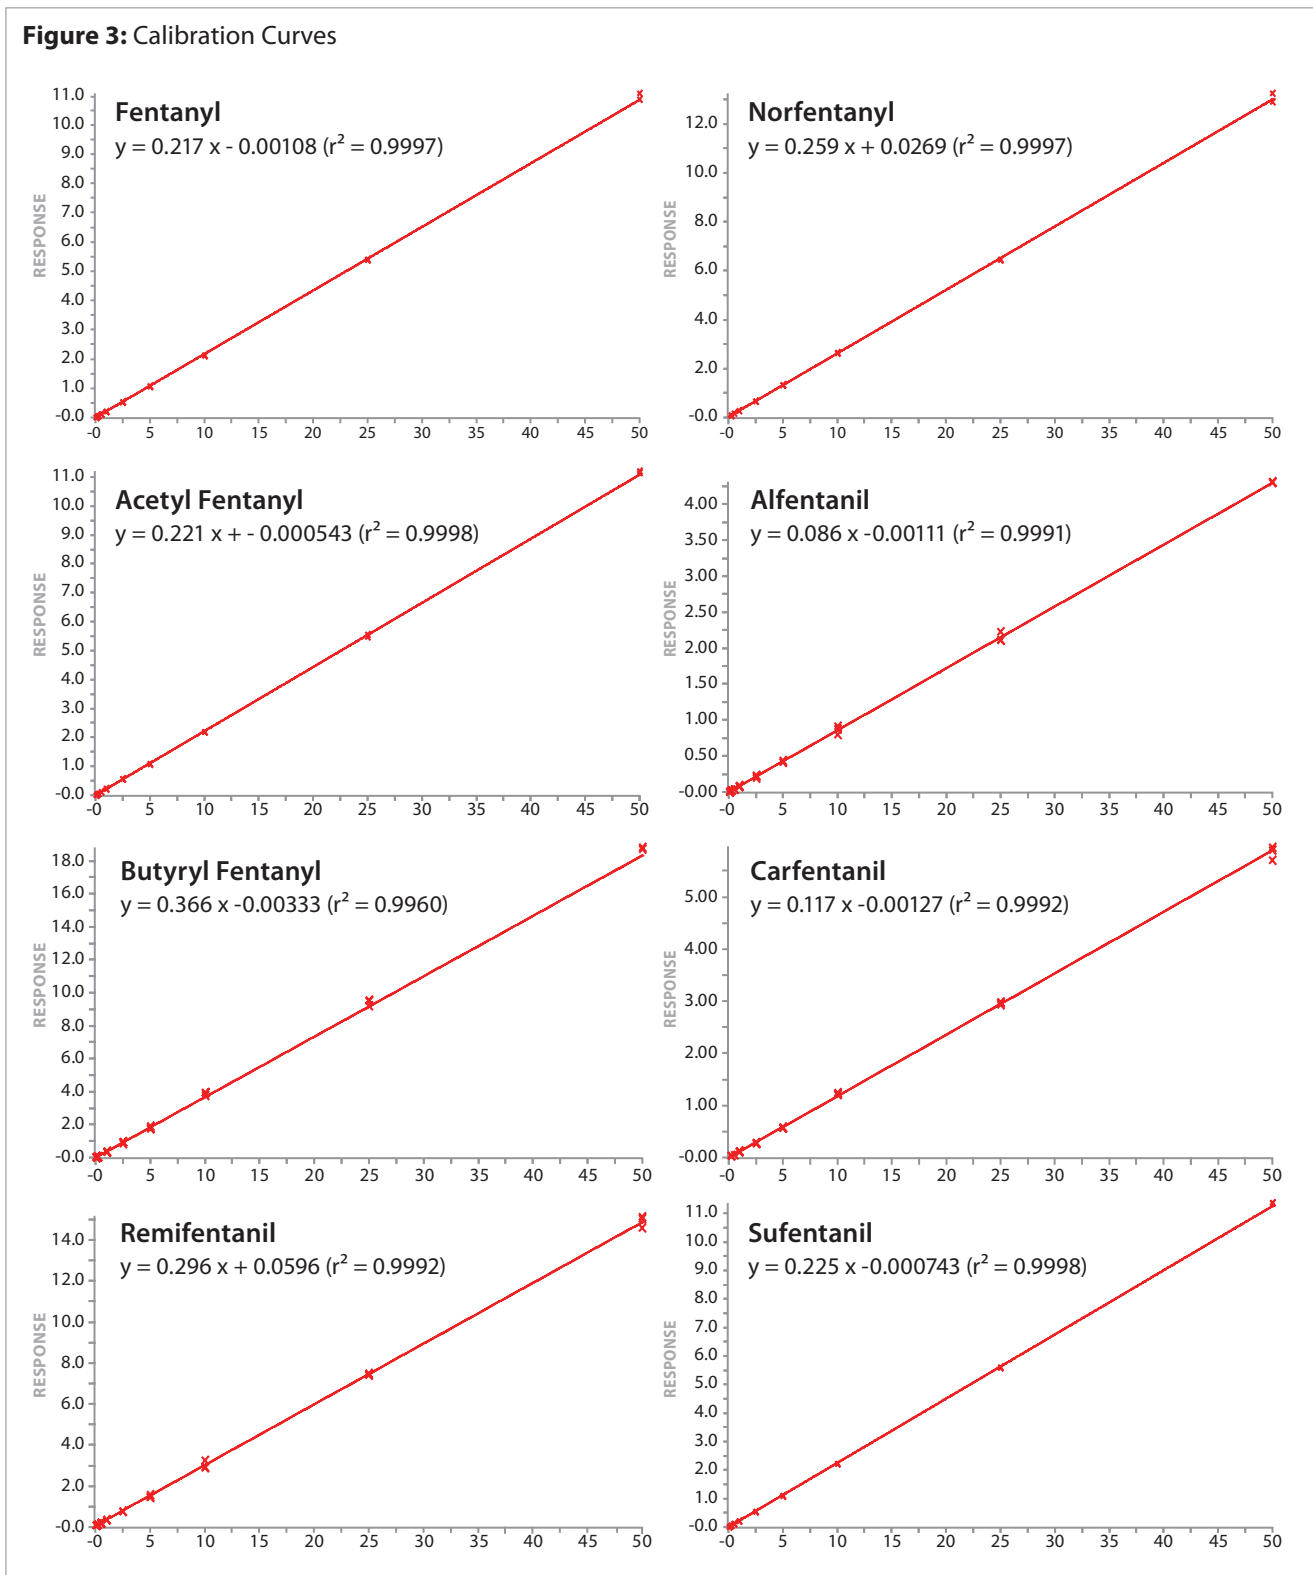 Figure 3: Calibration Curves
Fentanyl
y = 0.217 x - 0.00108 (r² = 0.9997)
RESPONSE
11.0
10.0
9.0
8.0
7.0
6.0
5.0
4.0
3.0
2.0
1.0
-0.0
-0 5 10 15 20 25 30 35 40 45 50
Norfentanyl
y = 0.259 x + 0.0269 (r² = 0.9997)
RESPONSE
12.0
10.0
8.0
6.0
4.0
2.0
-0.0
-0 5 10 15 20 25 30 35 40 45 50
Acetyl Fentanyl
y = 0.221 x + - 0.000543 (r² = 0.9998)
RESPONSE
11.0
10.0
9.0
8.0
7.0
6.0
5.0
4.0
3.0
2.0
1.0
-0.0
-0 5 10 15 20 25 30 35 40 45 50
Alfentanil
y = 0.086 x -0.00111 (r² = 0.9991)
RESPONSE
4.00
3.50
3.00
2.50
2.00
1.50
1.00
0.50
-0.00
-0 5 10 15 20 25 30 35 40 45 50
Butyryl Fentanyl
y = 0.366 x -0.00333 (r² = 0.9960)
RESPONSE
18.0
16.0
14.0
12.0
10.0
8.0
6.0
4.0
2.0
-0.0
-0 5 10 15 20 25 30 35 40 45 50
Carfentanil
y = 0.117 x -0.00127 (r² = 0.9992)
RESPONSE
5.00
4.00
3.00
2.00
1.00
-0.00
-0 5 10 15 20 25 30 35 40 45 50
Remifentanil
y = 0.296 x + 0.0596 (r² = 0.9992)
RESPONSE
14.0
12.0
10.0
8.0
6.0
4.0
2.0
-0.0
-0 5 10 15 20 25 30 35 40 45 50
Sufentanil
y = 0.225 x -0.000743 (r² = 0.9998)
RESPONSE
11.0
10.0
9.0
8.0
7.0
6.0
5.0
4.0
3.0
2.0
1.0
-0.0
-0 5 10 15 20 25 30 35 40 45 50